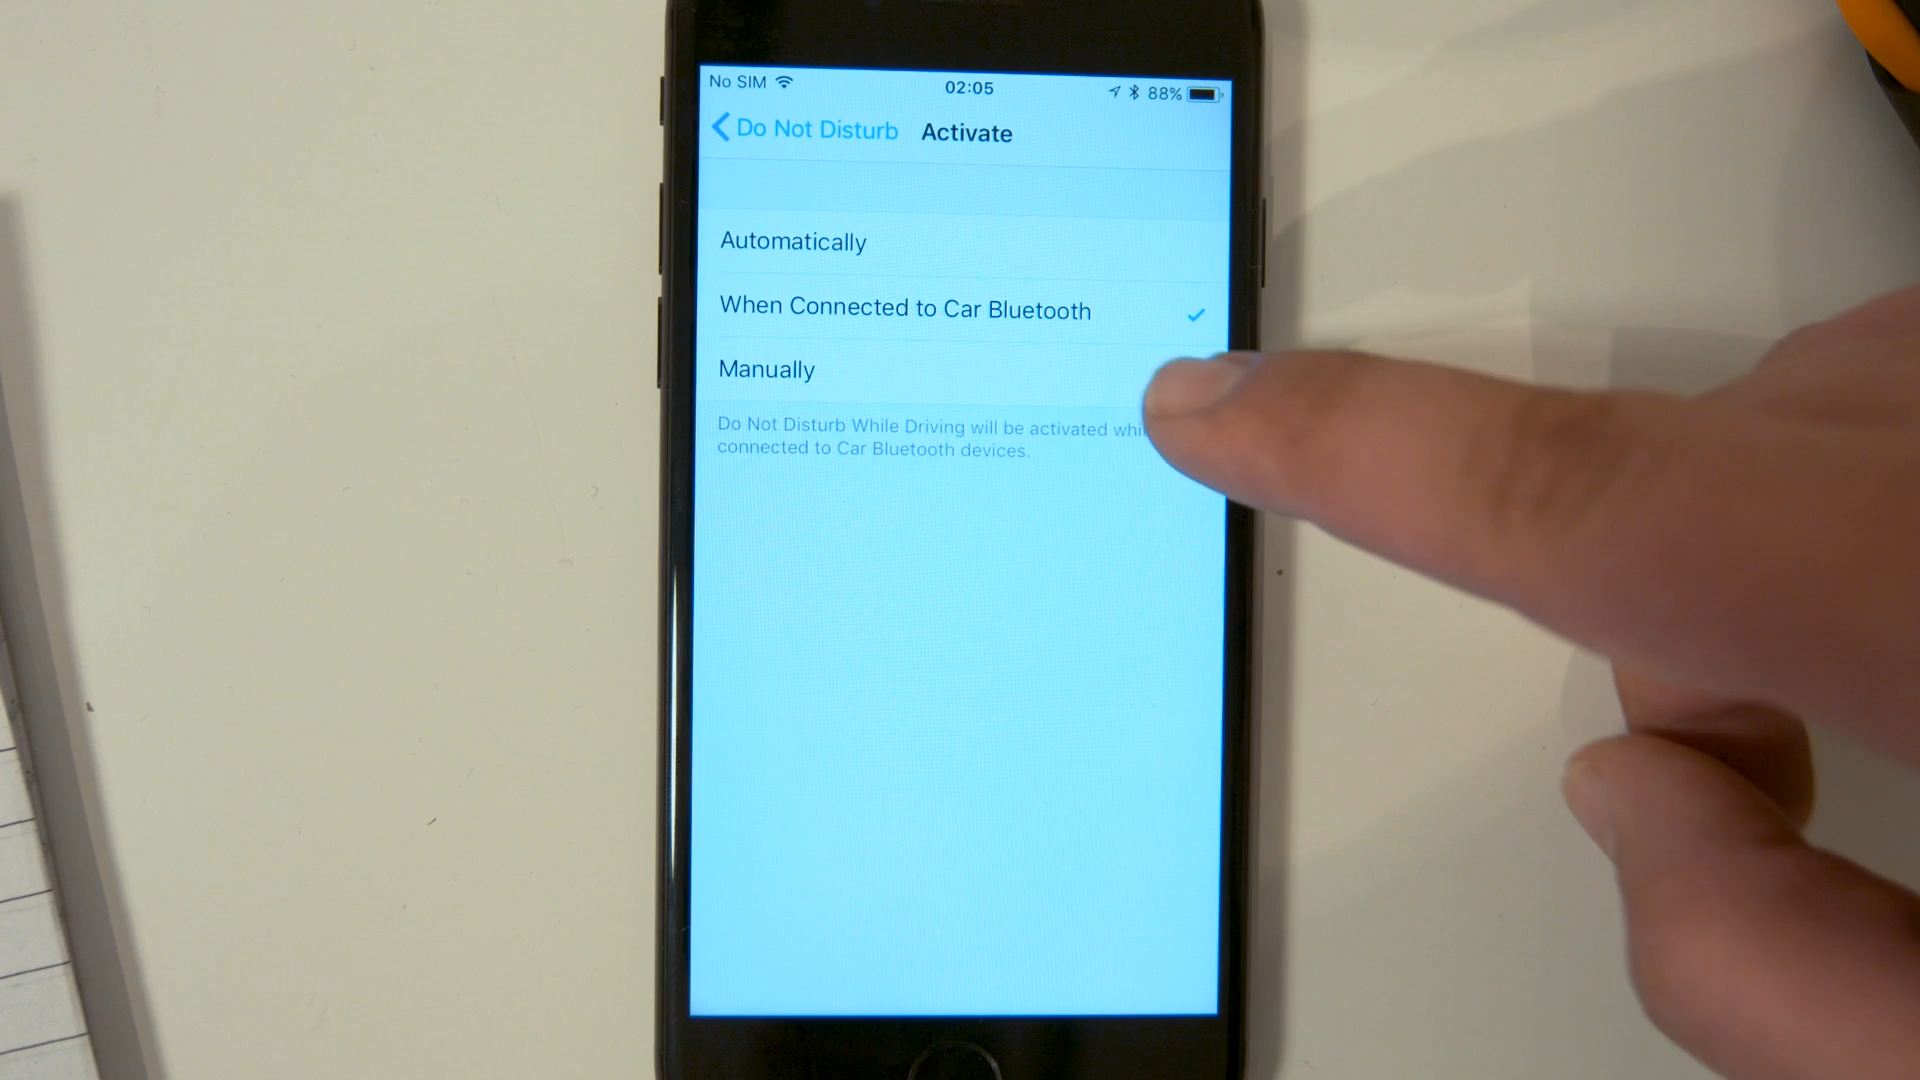 No SIM 02:05 88%
Do Not Disturb Activate
Automatically
When Connected to Car Bluetooth
Manually
Do Not Disturb While Driving will be activated
connected to Car Bluetooth devices.